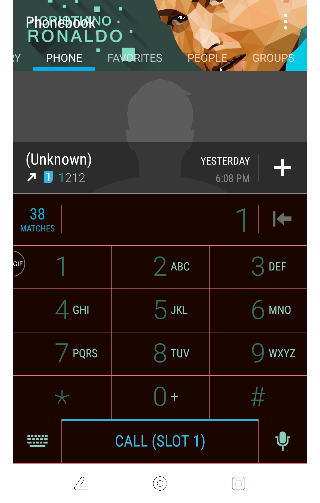 Phonebook
CRISTIANO
RONALDO
RY PHONE FAVORITES PEOPLE GROUPS
(Unknown) YESTERDAY
1 1212 6:08 PM
38 1
MATCHES
GIF
1 2 ABC 3 DEF
4 GHI 5 JKL 6 MNO
7 PQRS 8 TUV 9 WXYZ
* 0 + #
CALL (SLOT 1)